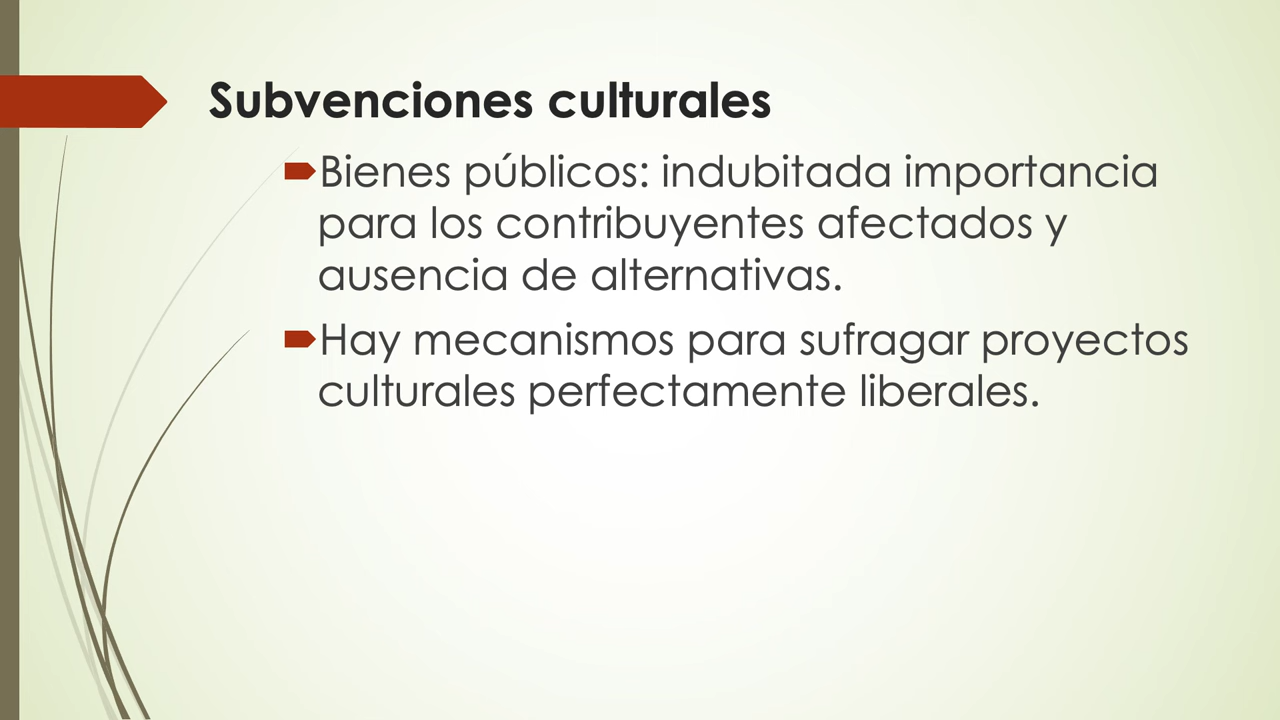 Subvenciones culturales
Bienes públicos: indubitada importancia
para los contribuyentes afectados y
ausencia de alternativas.
Hay mecanismos para sufragar proyectos
culturales perfectamente liberales.